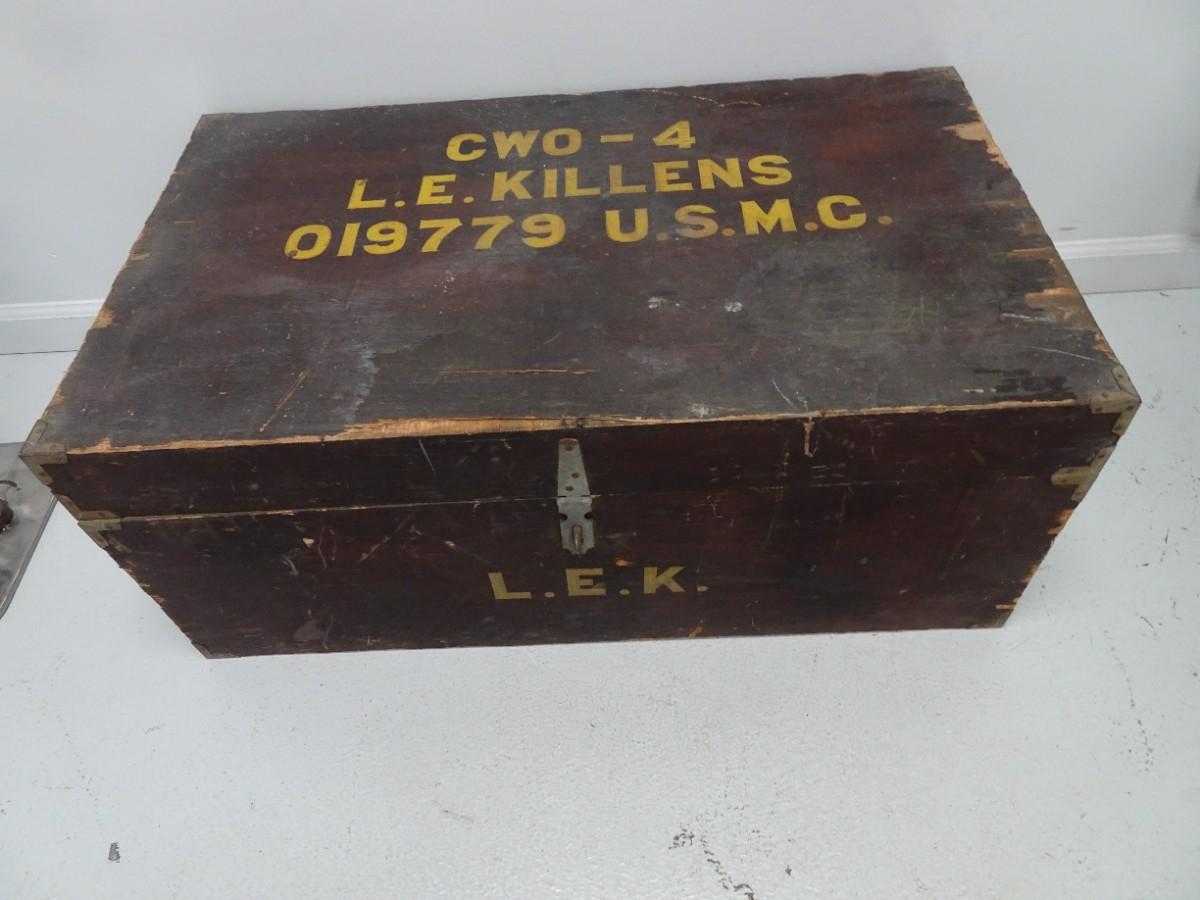 CWO - 4
L.E. KILLENS
019779 U.S.M.C.
L.E.K.